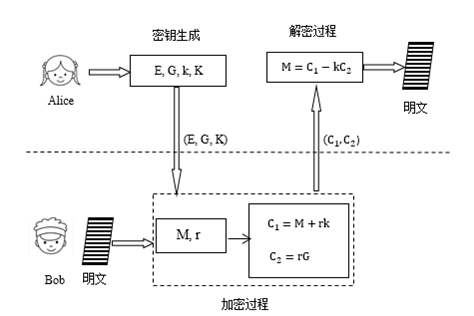 密钥生成
解密过程
E, G, k, K
M = C₁ − kC₂
Alice
明文
(E, G, K)
(C₁,C₂)
M, r
C₁ = M + rk
C₂ = rG
Bob
明文
加密过程